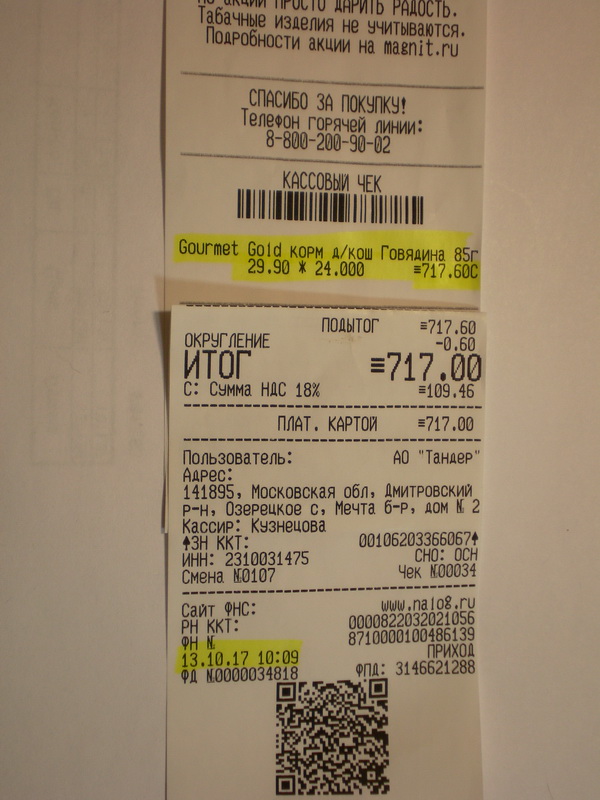 ПО АКЦИИ ПРОСТО ДАРИТЬ РАДОСТЬ.
Табачные изделия не учитываются.
Подробности акции на magnit.ru
СПАСИБО ЗА ПОКУПКУ!
Телефон горячей линии:
8-800-200-90-02
КАССОВЫЙ ЧЕК
Gourmet Gold корм д/кош Говядина 85г
29.90 * 24.000 ≡717.60С
ПОДЫТОГ ≡717.60
ОКРУГЛЕНИЕ -0.60
ИТОГ ≡717.00
С: Сумма НДС 18% ≡109.46
ПЛАТ. КАРТОЙ ≡717.00
Пользователь: АО "Тандер"
Адрес:
141895, Московская обл, Дмитровский
р-н, Озерецкое с, Мечта б-р, дом № 2
Кассир: Кузнецова
ЗН ККТ: 00106203366067
ИНН: 2310031475 СНО: ОСН
Смена №0107 Чек №00034
Сайт ФНС: www.nalog.ru
РН ККТ: 0000822032021056
ФН № 8710000100486139
13.10.17 10:09 ПРИХОД
ФД №0000034818 ФПД: 3146621288